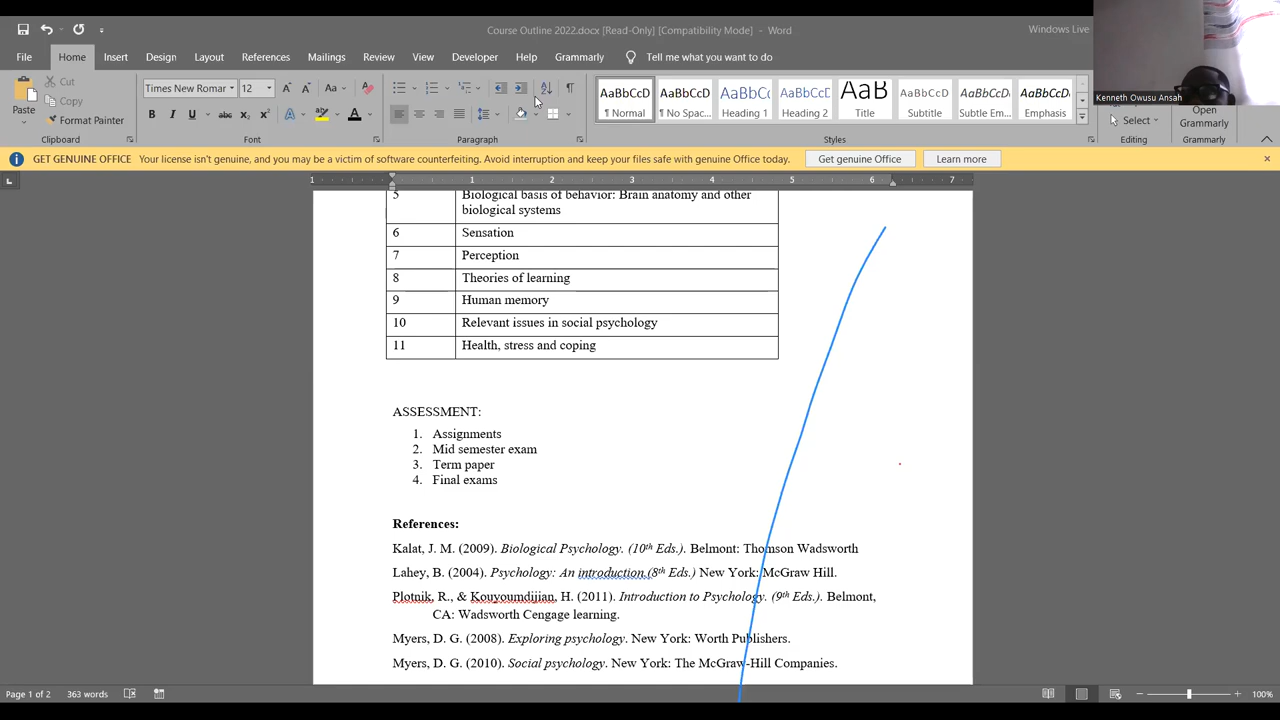 Course Outline 2022.docx [Read-Only] [Compatibility Mode] - Word
Windows Live
Kenneth Owusu Ansah
File Home Insert Design Layout References Mailings Review View Developer Help Grammarly Tell me what you want to do
Cut
Copy
Format Painter
Paste
Clipboard
Times New Romar 12
Font
Paragraph
AaBbCcD AaBbCcD AaBbCc AaBbCcI AaB AaBbCcD AaBbCcD AaBbCcD
¶ Normal ¶ No Spac... Heading 1 Heading 2 Title Subtitle Subtle Em... Emphasis
Styles
Select
Editing
Open
Grammarly
Grammarly
GET GENUINE OFFICE Your license isn't genuine, and you may be a victim of software counterfeiting. Avoid interruption and keep your files safe with genuine Office today. Get genuine Office Learn more
1 1 2 3 4 5 6 7
5 Biological basis of behavior: Brain anatomy and other
biological systems
6 Sensation
7 Perception
8 Theories of learning
9 Human memory
10 Relevant issues in social psychology
11 Health, stress and coping
ASSESSMENT:
1. Assignments
2. Mid semester exam
3. Term paper
4. Final exams
References:
Kalat, J. M. (2009). Biological Psychology. (10th Eds.). Belmont: Thomson Wadsworth
Lahey, B. (2004). Psychology: An introduction.(8th Eds.) New York: McGraw Hill.
Plotnik, R., & Kouyoumdijian, H. (2011). Introduction to Psychology. (9th Eds.). Belmont,
CA: Wadsworth Cengage learning.
Myers, D. G. (2008). Exploring psychology. New York: Worth Publishers.
Myers, D. G. (2010). Social psychology. New York: The McGraw-Hill Companies.
Page 1 of 2 363 words 100%